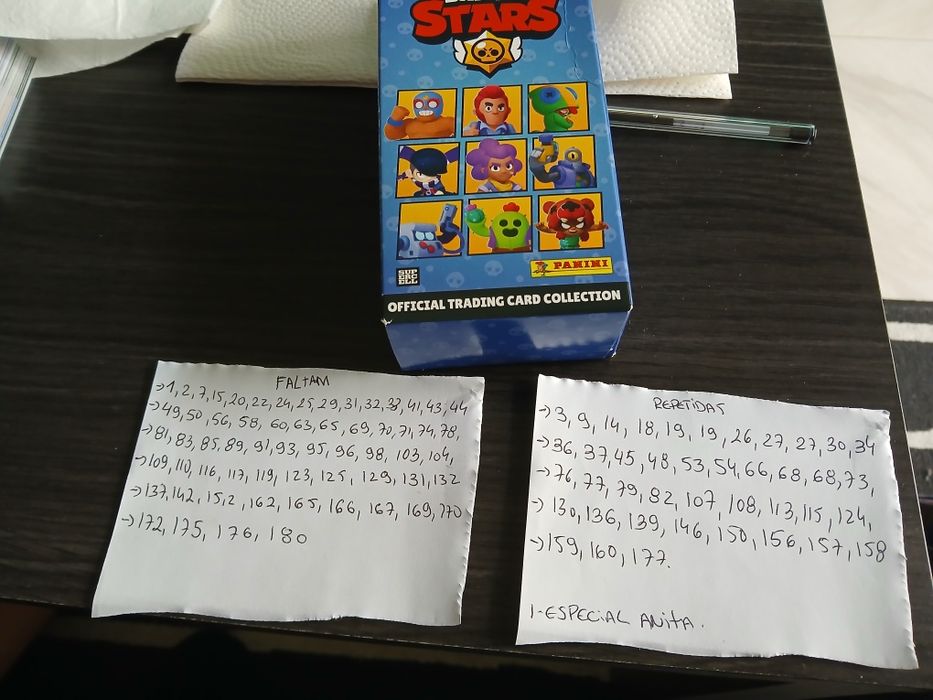 STARS
SUP
ERC
ELL
PANINI
OFFICIAL TRADING CARD COLLECTION
FALTAM
→1, 2, 7, 15, 20, 22, 24, 25, 29, 31, 32, 38, 41, 43, 44
→49, 50, 56, 58, 60, 63, 65, 69, 70, 71, 74, 78,
→81, 83, 85, 89, 91, 93, 95, 96, 98, 103, 104,
→109, 110, 116, 117, 119, 123, 125, 129, 131, 132
→137, 142, 152, 162, 165, 166, 167, 169, 170
→172, 175, 176, 180
REPETIDAS
→3, 9, 14, 18, 19, 19, 26, 27, 27, 30, 34
→36, 37, 45, 48, 53, 54, 66, 68, 68, 73,
→76, 77, 79, 82, 107, 108, 113, 115, 124,
→130, 136, 139, 146, 150, 156, 157, 158
→159, 160, 177.
1-ESPECIAL ANITA.